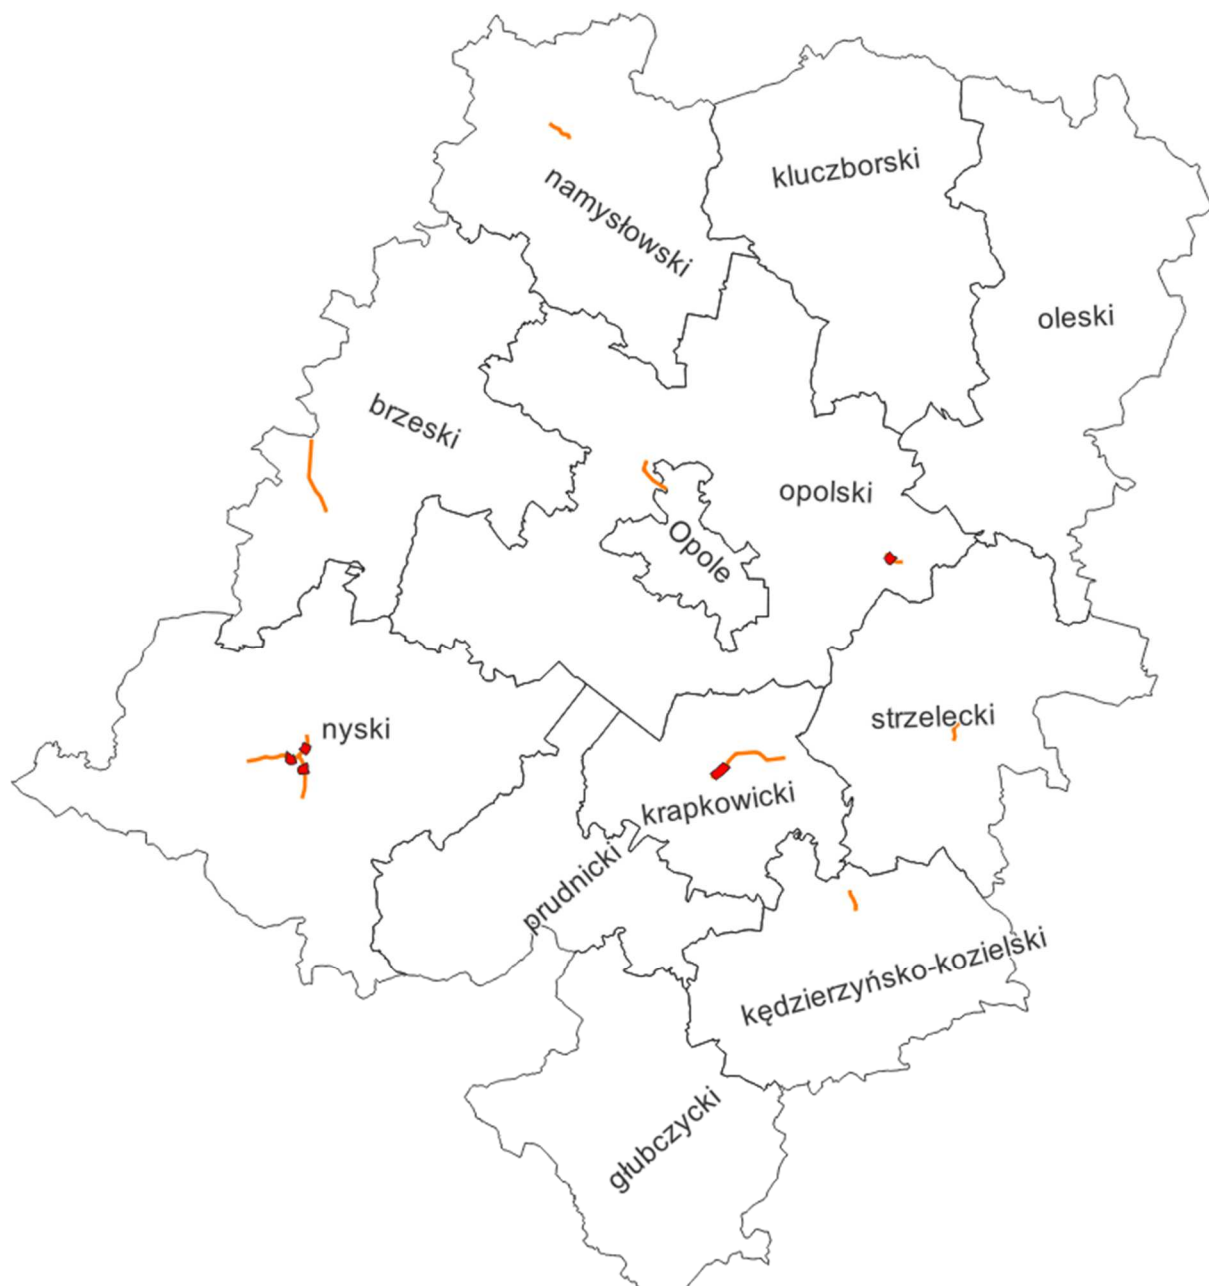 kluczborski
namysłowski
oleski
brzeski
opolski
Opole
strzelecki
nyski
krapkowicki
prudnicki
kędzierzyńsko-kozielski
głubczycki